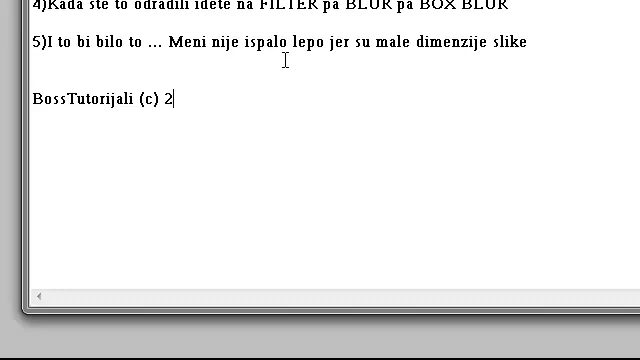 4)Kada ste to odradili idete na FILTER pa BLUR pa BOX BLUR
5)I to bi bilo to ... Meni nije ispalo lepo jer su male dimenzije slike
BossTutorijali (c) 2